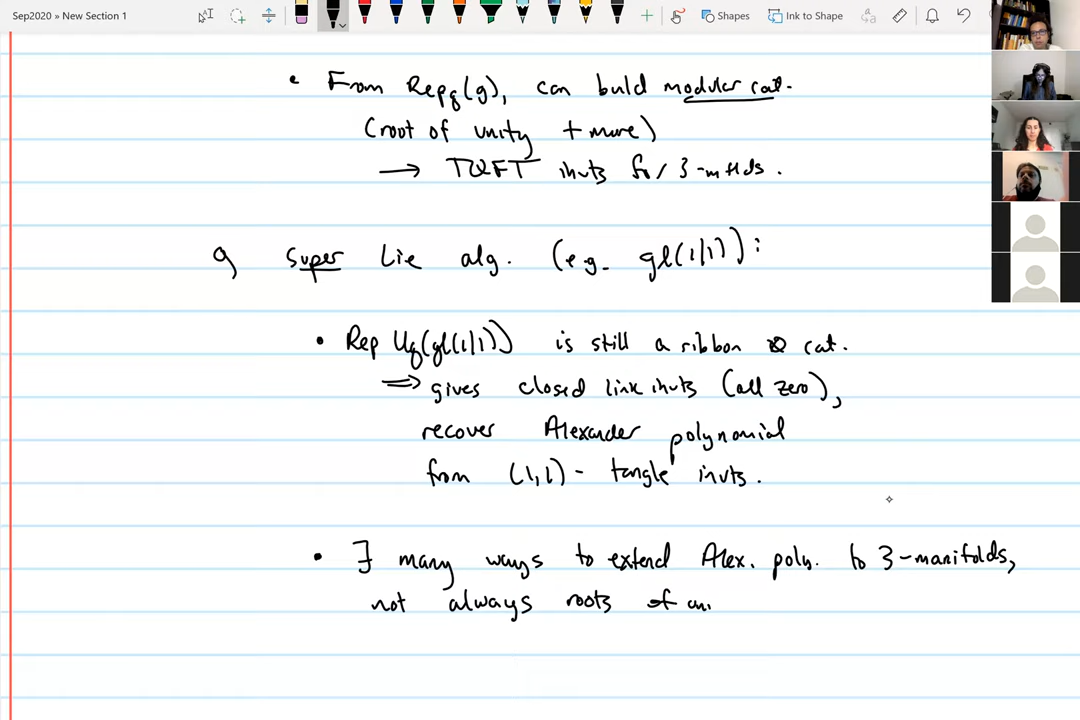 Sep2020 » New Section 1
Shapes
Ink to Shape
• From Rep_q(g), can build modular cat.
(root of unity + more)
→ TQFT invts for 3-mflds.
g super Lie alg. (e.g. gl(1|1)):
• Rep Uq(gl(1|1)) is still a ribbon cat.
⇒ gives closed link invts (all zero),
recover Alexander polynomial
from (1,1)-tangle invts.
• ∃ many ways to extend Alex. poly. to 3-manifolds,
not always roots of un